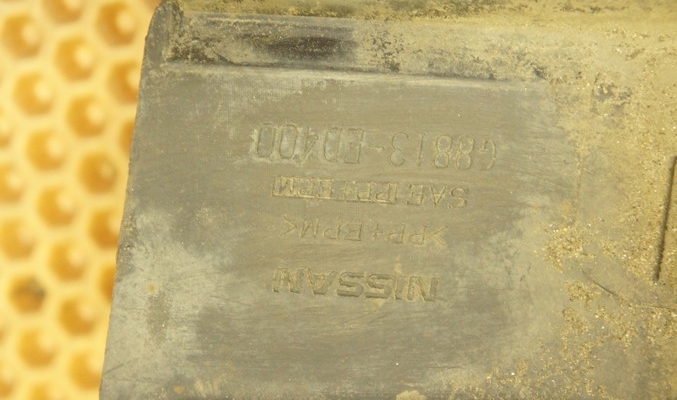 NISSAN
>PP+EPM<
SAE PP/EPM
68813-ED400